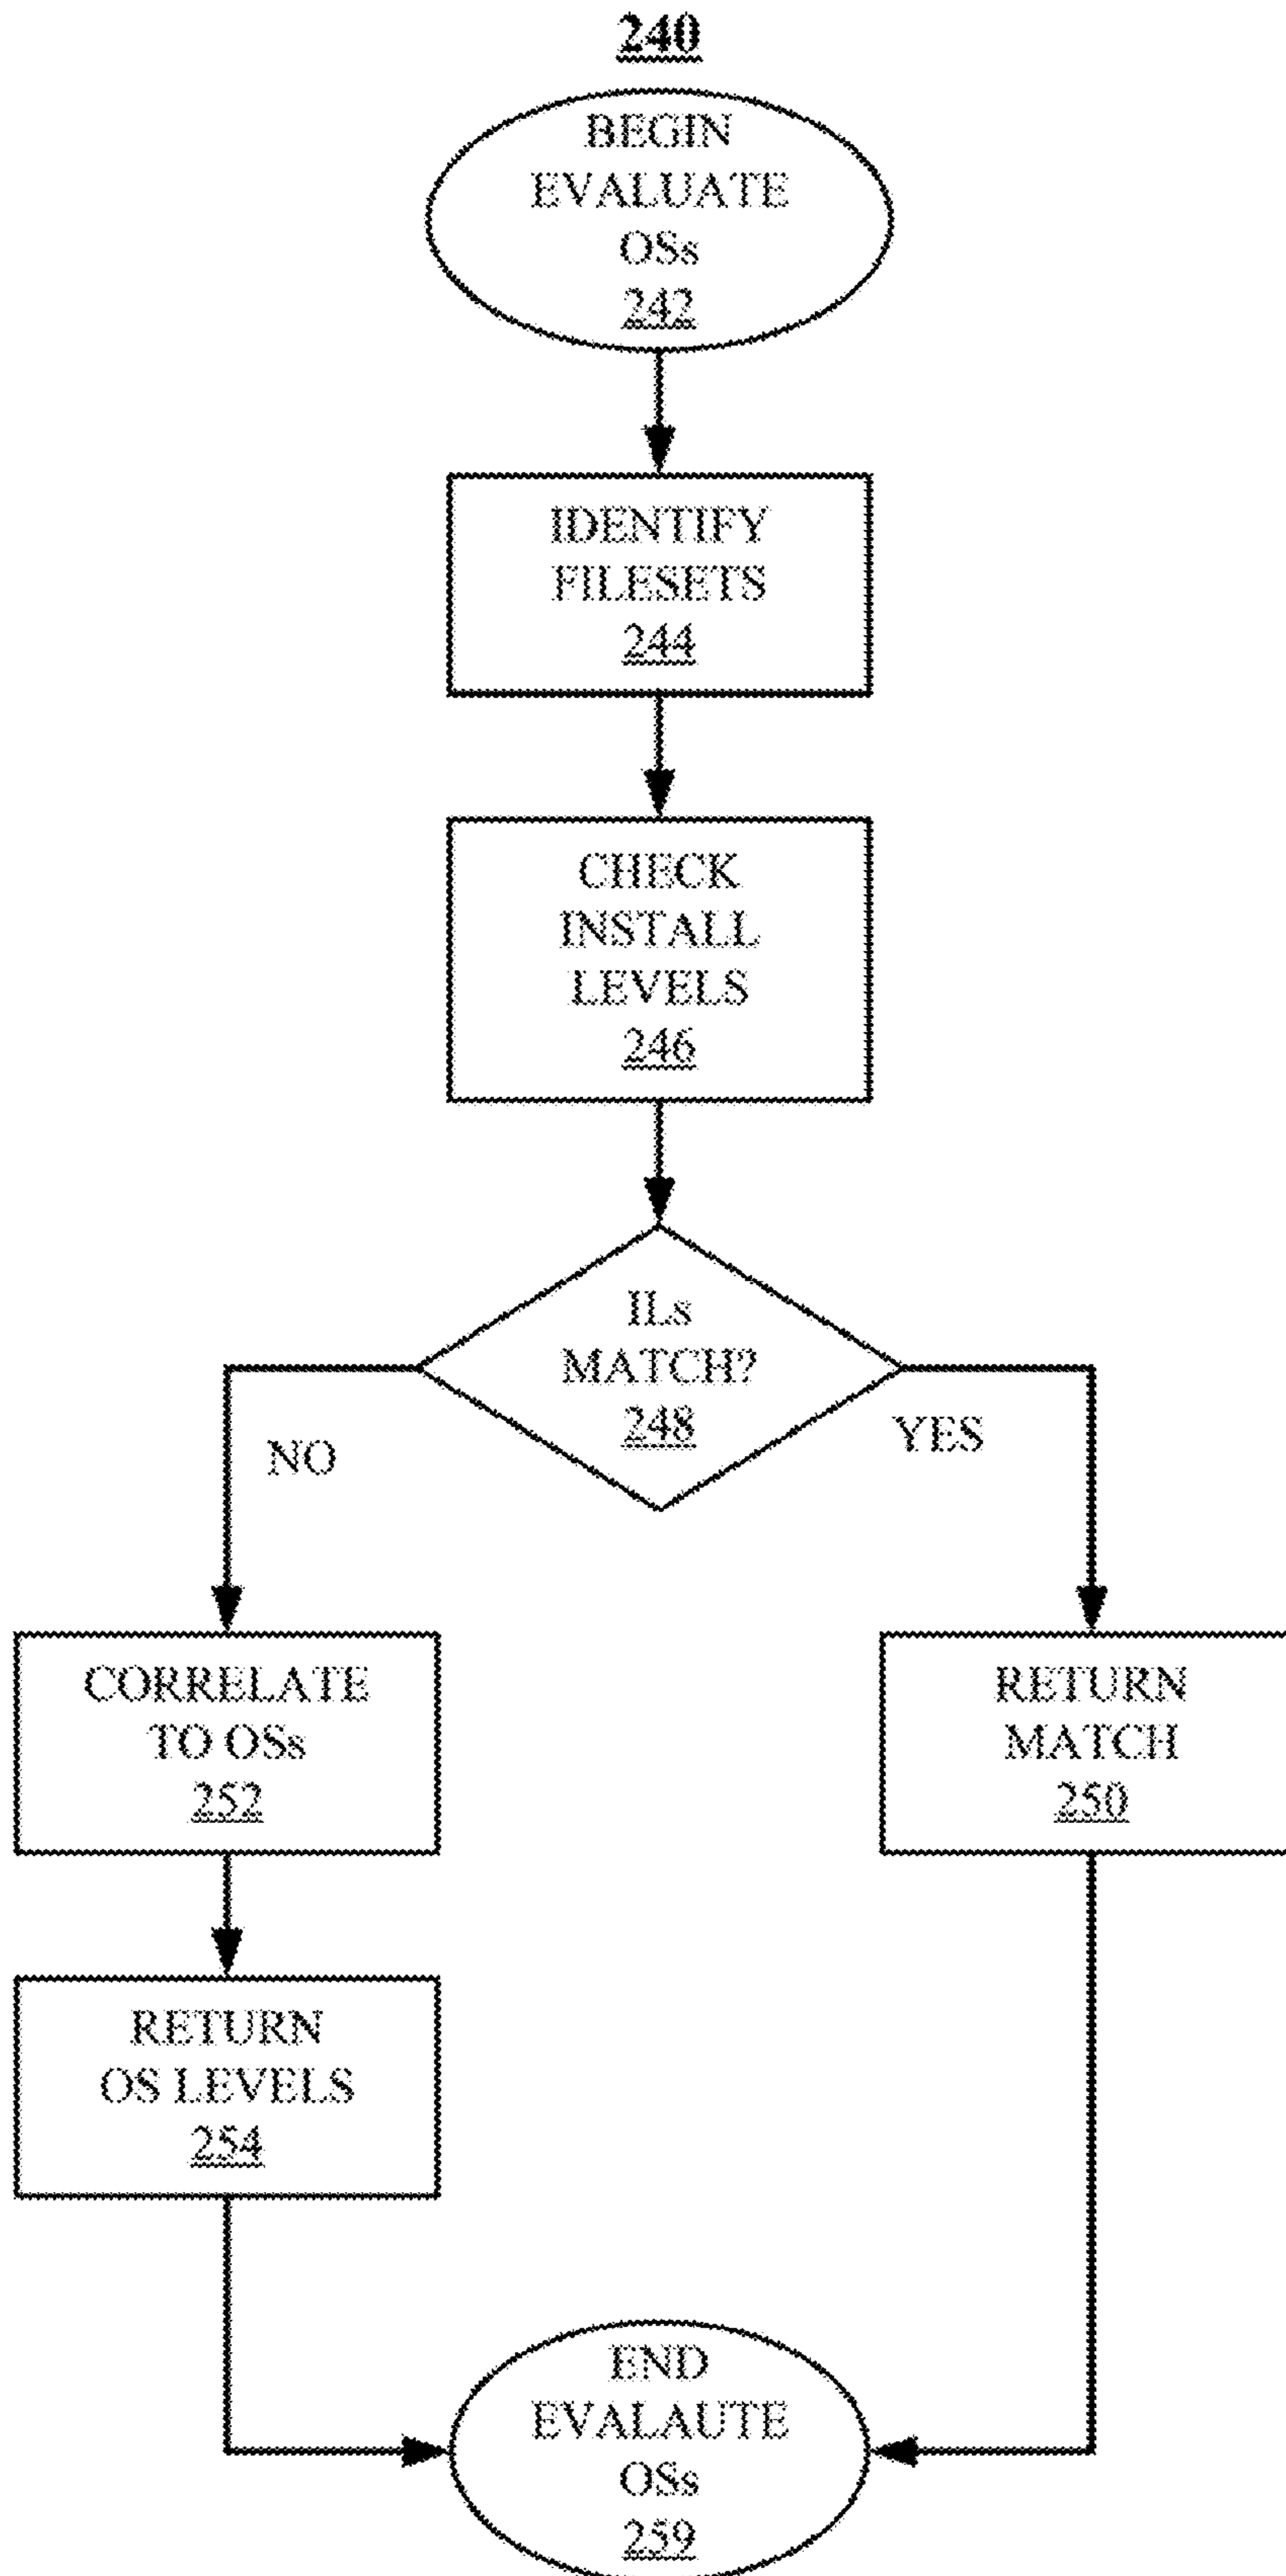 240
BEGIN
EVALUATE
OSs
242
IDENTIFY
FILESETS
244
CHECK
INSTALL
LEVELS
246
ILs
MATCH?
248
NO
YES
CORRELATE
TO OSs
252
RETURN
MATCH
250
RETURN
OS LEVELS
254
END
EVALAUTE
OSs
259